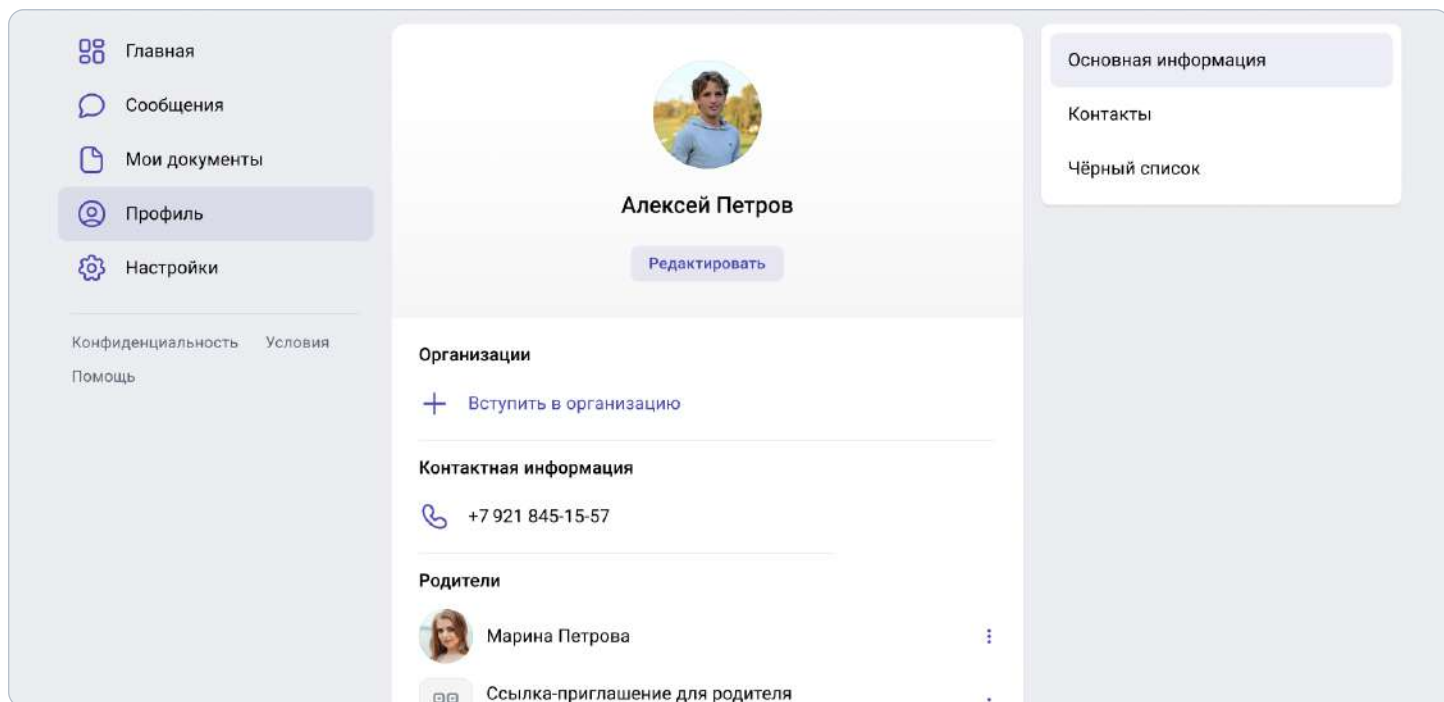 Главная
Сообщения
Мои документы
Профиль
Настройки
Конфиденциальность Условия
Помощь
Алексей Петров
Редактировать
Организации
Вступить в организацию
Контактная информация
+7 921 845-15-57
Родители
Марина Петрова
Ссылка-приглашение для родителя
Основная информация
Контакты
Чёрный список